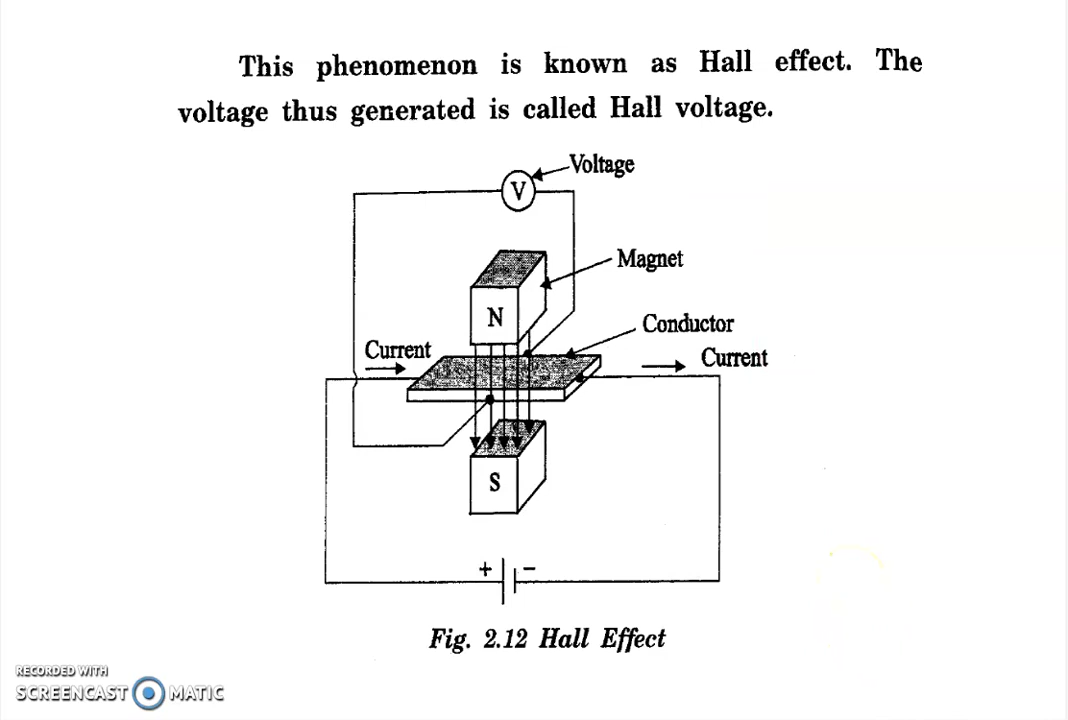 This phenomenon is known as Hall effect. The
voltage thus generated is called Hall voltage.
Voltage
V
Magnet
N
Conductor
Current
Current
S
+ −
Fig. 2.12 Hall Effect
RECORDED WITH
SCREENCAST MATIC